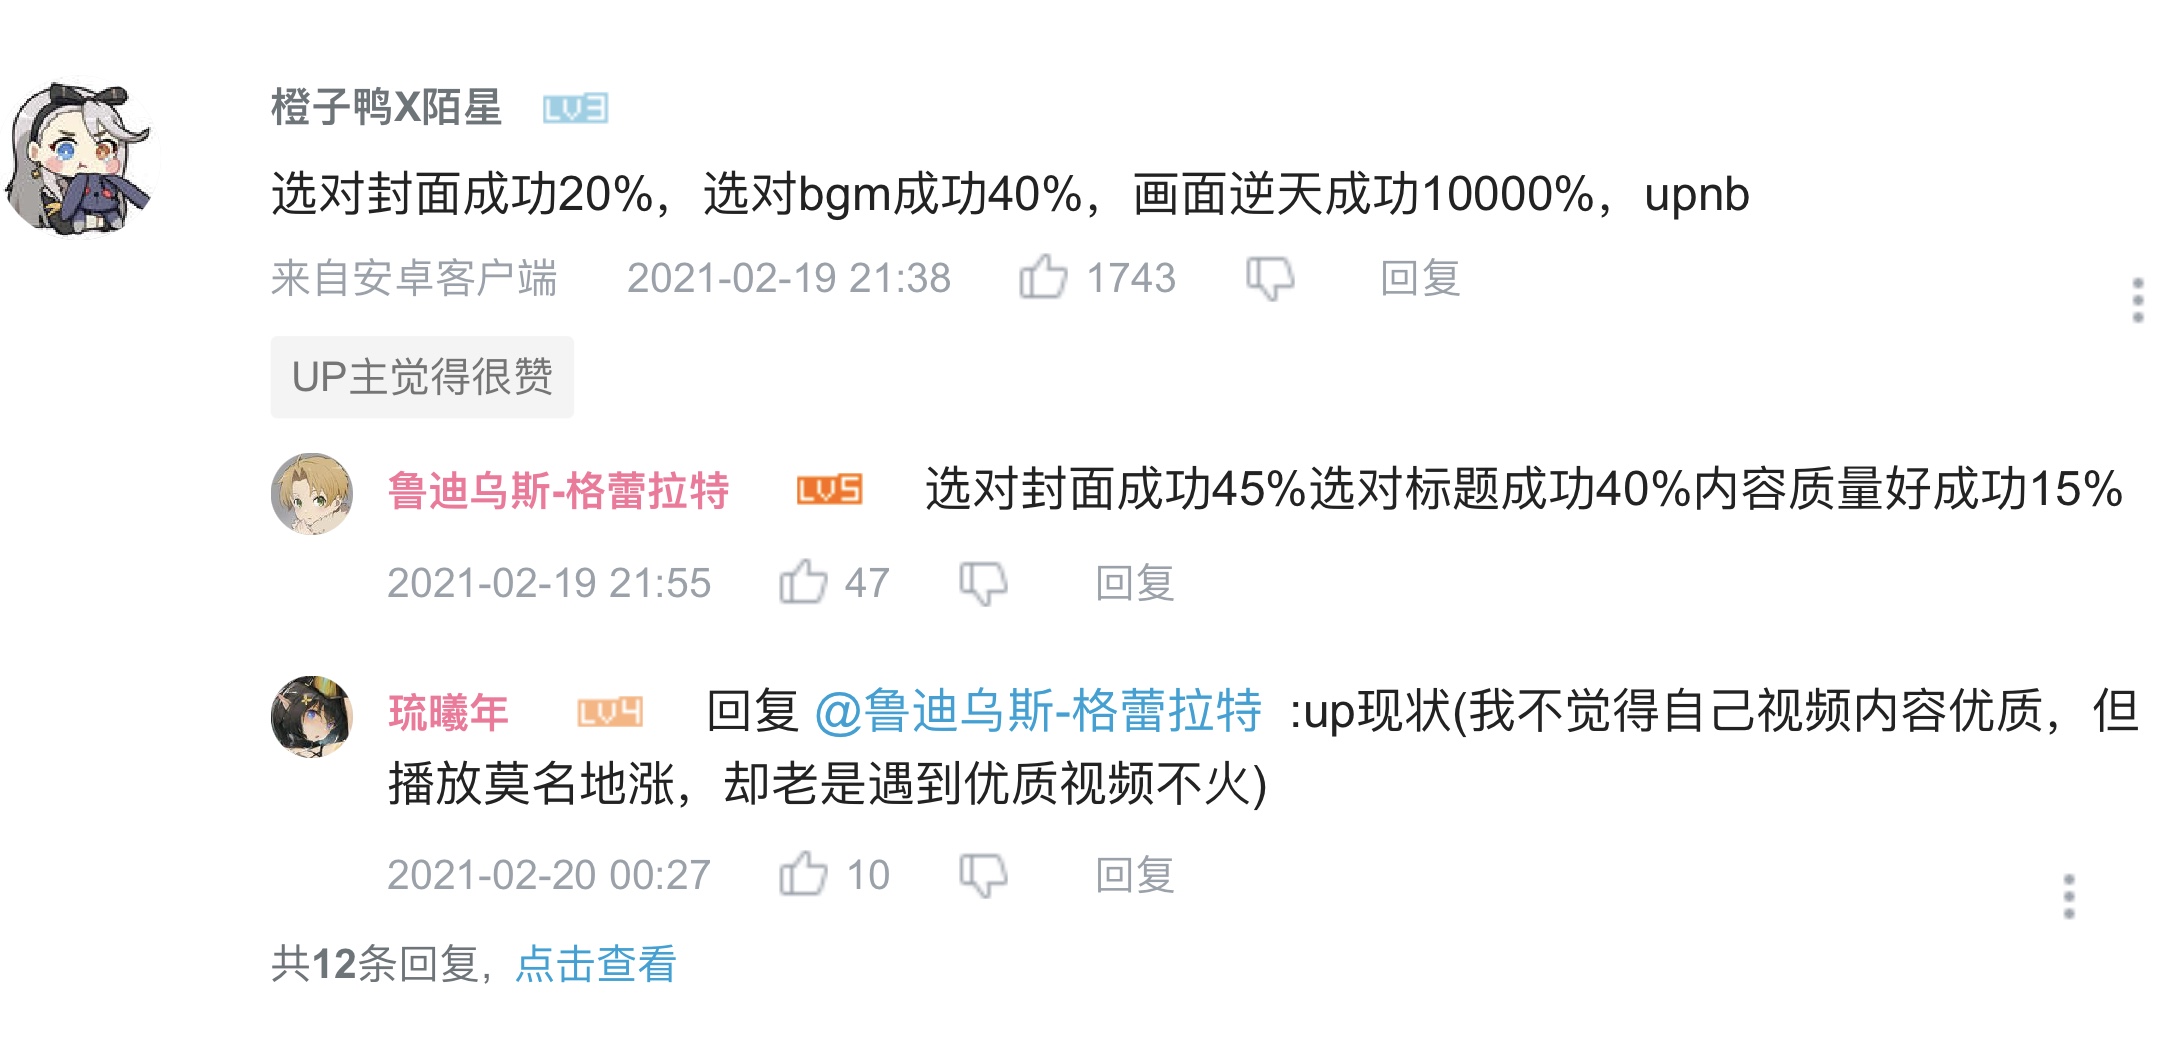 橙子鸭X陌星 LV3
选对封面成功20%，选对bgm成功40%，画面逆天成功10000%，upnb
来自安卓客户端 2021-02-19 21:38 1743 回复
UP主觉得很赞
鲁迪乌斯-格蕾拉特 LV5 选对封面成功45%选对标题成功40%内容质量好成功15%
2021-02-19 21:55 47 回复
琉曦年 LV4 回复 @鲁迪乌斯-格蕾拉特 :up现状(我不觉得自己视频内容优质，但
播放莫名地涨，却老是遇到优质视频不火)
2021-02-20 00:27 10 回复
共12条回复, 点击查看